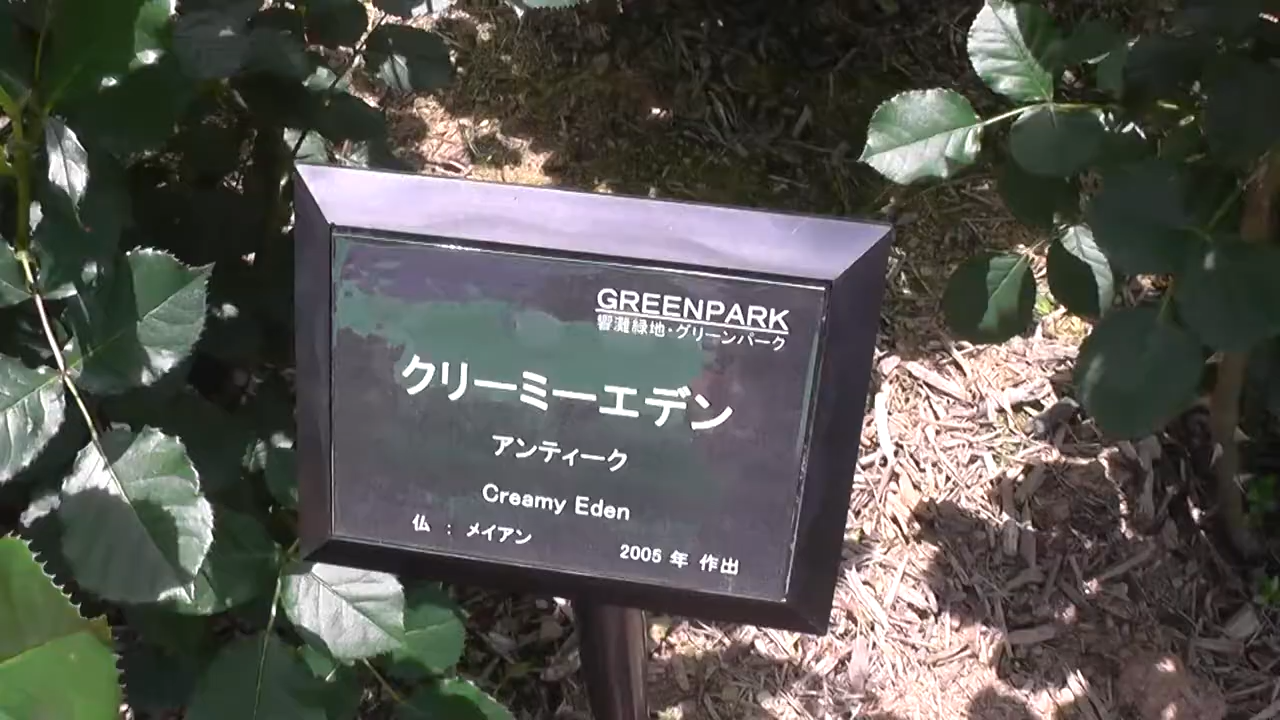 GREENPARK
響灘緑地・グリーンパーク
クリーミーエデン
アンティーク
Creamy Eden
仏 : メイアン
2005 年 作出